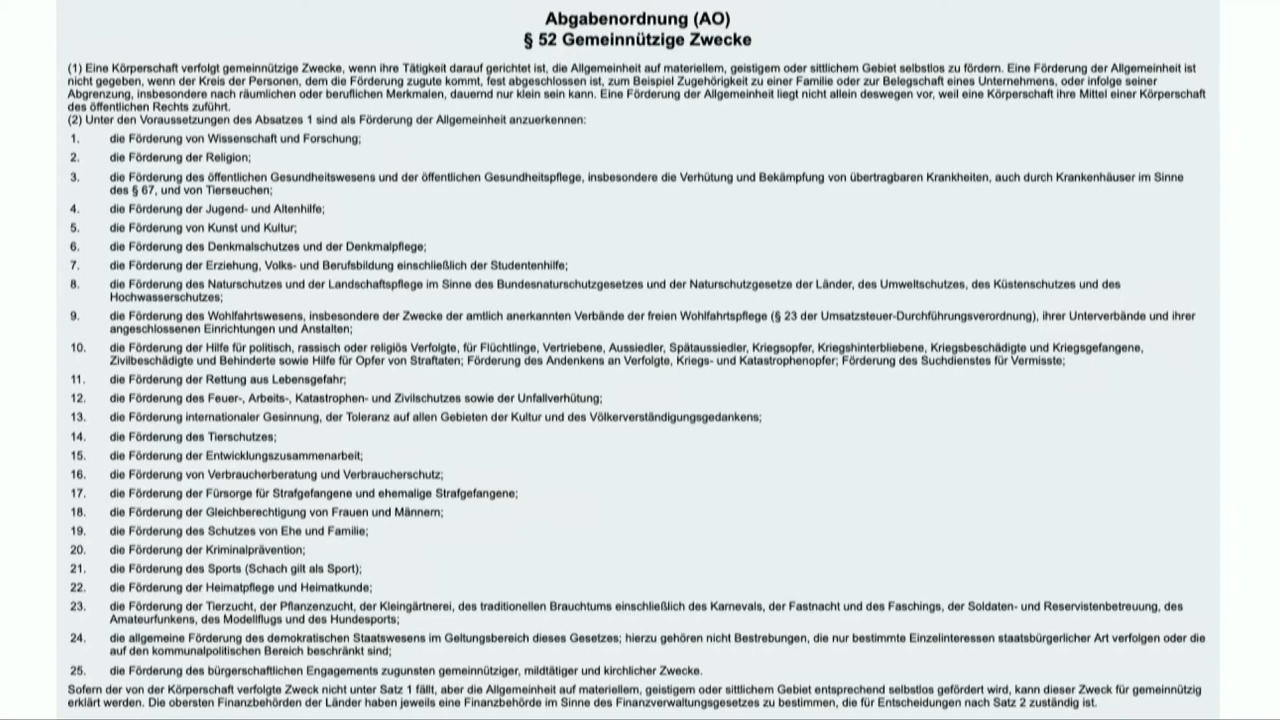 Abgabenordnung (AO)
§ 52 Gemeinnützige Zwecke
(1) Eine Körperschaft verfolgt gemeinnützige Zwecke, wenn ihre Tätigkeit darauf gerichtet ist, die Allgemeinheit auf materiellem, geistigem oder sittlichem Gebiet selbstlos zu fördern. Eine Förderung der Allgemeinheit ist
nicht gegeben, wenn der Kreis der Personen, dem die Förderung zugute kommt, fest abgeschlossen ist, zum Beispiel Zugehörigkeit zu einer Familie oder zur Belegschaft eines Unternehmens, oder infolge seiner
Abgrenzung, insbesondere nach räumlichen oder beruflichen Merkmalen, dauernd nur klein sein kann. Eine Förderung der Allgemeinheit liegt nicht allein deswegen vor, weil eine Körperschaft ihre Mittel einer Körperschaft
des öffentlichen Rechts zuführt.
(2) Unter den Voraussetzungen des Absatzes 1 sind als Förderung der Allgemeinheit anzuerkennen:
1. die Förderung von Wissenschaft und Forschung;
2. die Förderung der Religion;
3. die Förderung des öffentlichen Gesundheitswesens und der öffentlichen Gesundheitspflege, insbesondere die Verhütung und Bekämpfung von übertragbaren Krankheiten, auch durch Krankenhäuser im Sinne
des § 67, und von Tierseuchen;
4. die Förderung der Jugend- und Altenhilfe;
5. die Förderung von Kunst und Kultur;
6. die Förderung des Denkmalschutzes und der Denkmalpflege;
7. die Förderung der Erziehung, Volks- und Berufsbildung einschließlich der Studentenhilfe;
8. die Förderung des Naturschutzes und der Landschaftspflege im Sinne des Bundesnaturschutzgesetzes und der Naturschutzgesetze der Länder, des Umweltschutzes, des Küstenschutzes und des
Hochwasserschutzes;
9. die Förderung des Wohlfahrtswesens, insbesondere der Zwecke der amtlich anerkannten Verbände der freien Wohlfahrtspflege (§ 23 der Umsatzsteuer-Durchführungsverordnung), ihrer Unterverbände und ihrer
angeschlossenen Einrichtungen und Anstalten;
10. die Förderung der Hilfe für politisch, rassisch oder religiös Verfolgte, für Flüchtlinge, Vertriebene, Aussiedler, Spätaussiedler, Kriegsopfer, Kriegshinterbliebene, Kriegsbeschädigte und Kriegsgefangene,
Zivilbeschädigte und Behinderte sowie Hilfe für Opfer von Straftaten; Förderung des Andenkens an Verfolgte, Kriegs- und Katastrophenopfer; Förderung des Suchdienstes für Vermisste;
11. die Förderung der Rettung aus Lebensgefahr;
12. die Förderung des Feuer-, Arbeits-, Katastrophen- und Zivilschutzes sowie der Unfallverhütung;
13. die Förderung internationaler Gesinnung, der Toleranz auf allen Gebieten der Kultur und des Völkerverständigungsgedankens;
14. die Förderung des Tierschutzes;
15. die Förderung der Entwicklungszusammenarbeit;
16. die Förderung von Verbraucherberatung und Verbraucherschutz;
17. die Förderung der Fürsorge für Strafgefangene und ehemalige Strafgefangene;
18. die Förderung der Gleichberechtigung von Frauen und Männern;
19. die Förderung des Schutzes von Ehe und Familie;
20. die Förderung der Kriminalprävention;
21. die Förderung des Sports (Schach gilt als Sport);
22. die Förderung der Heimatpflege und Heimatkunde;
23. die Förderung der Tierzucht, der Pflanzenzucht, der Kleingärtnerei, des traditionellen Brauchtums einschließlich des Karnevals, der Fastnacht und des Faschings, der Soldaten- und Reservistenbetreuung, des
Amateurfunkens, des Modellflugs und des Hundesports;
24. die allgemeine Förderung des demokratischen Staatswesens im Geltungsbereich dieses Gesetzes; hierzu gehören nicht Bestrebungen, die nur bestimmte Einzelinteressen staatsbürgerlicher Art verfolgen oder die
auf den kommunalpolitischen Bereich beschränkt sind;
25. die Förderung des bürgerschaftlichen Engagements zugunsten gemeinnütziger, mildtätiger und kirchlicher Zwecke.
Sofern der von der Körperschaft verfolgte Zweck nicht unter Satz 1 fällt, aber die Allgemeinheit auf materiellem, geistigem oder sittlichem Gebiet entsprechend selbstlos gefördert wird, kann dieser Zweck für gemeinnützig
erklärt werden. Die obersten Finanzbehörden der Länder haben jeweils eine Finanzbehörde im Sinne des Finanzverwaltungsgesetzes zu bestimmen, die für Entscheidungen nach Satz 2 zuständig ist.